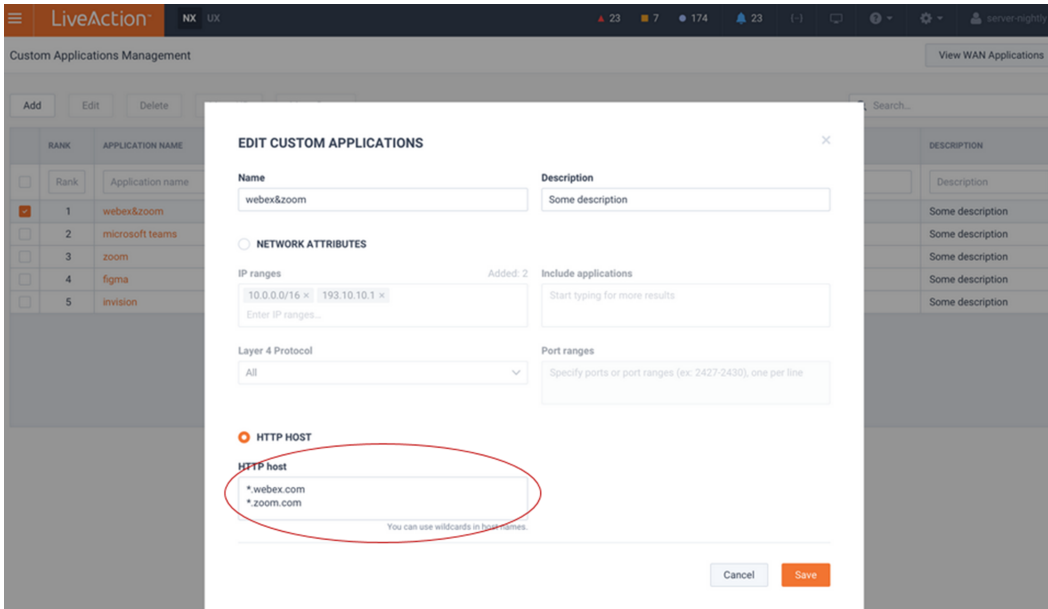 LiveAction NX UX 23 7 174 23 server-nightly
Custom Applications Management View WAN Applications
Add Edit Delete Search...
RANK APPLICATION NAME DESCRIPTION
Rank Application name Description
1 webex&zoom Some description
2 microsoft teams Some description
3 zoom Some description
4 figma Some description
5 invision Some description
EDIT CUSTOM APPLICATIONS
Name Description
webex&zoom Some description
NETWORK ATTRIBUTES
IP ranges Added: 2 Include applications
10.0.0.0/16 × 193.10.10.1 × Start typing for more results
Enter IP ranges...
Layer 4 Protocol Port ranges
All Specify ports or port ranges (ex: 2427-2430), one per line
HTTP HOST
HTTP host
*.webex.com
*.zoom.com
You can use wildcards in host names.
Cancel Save